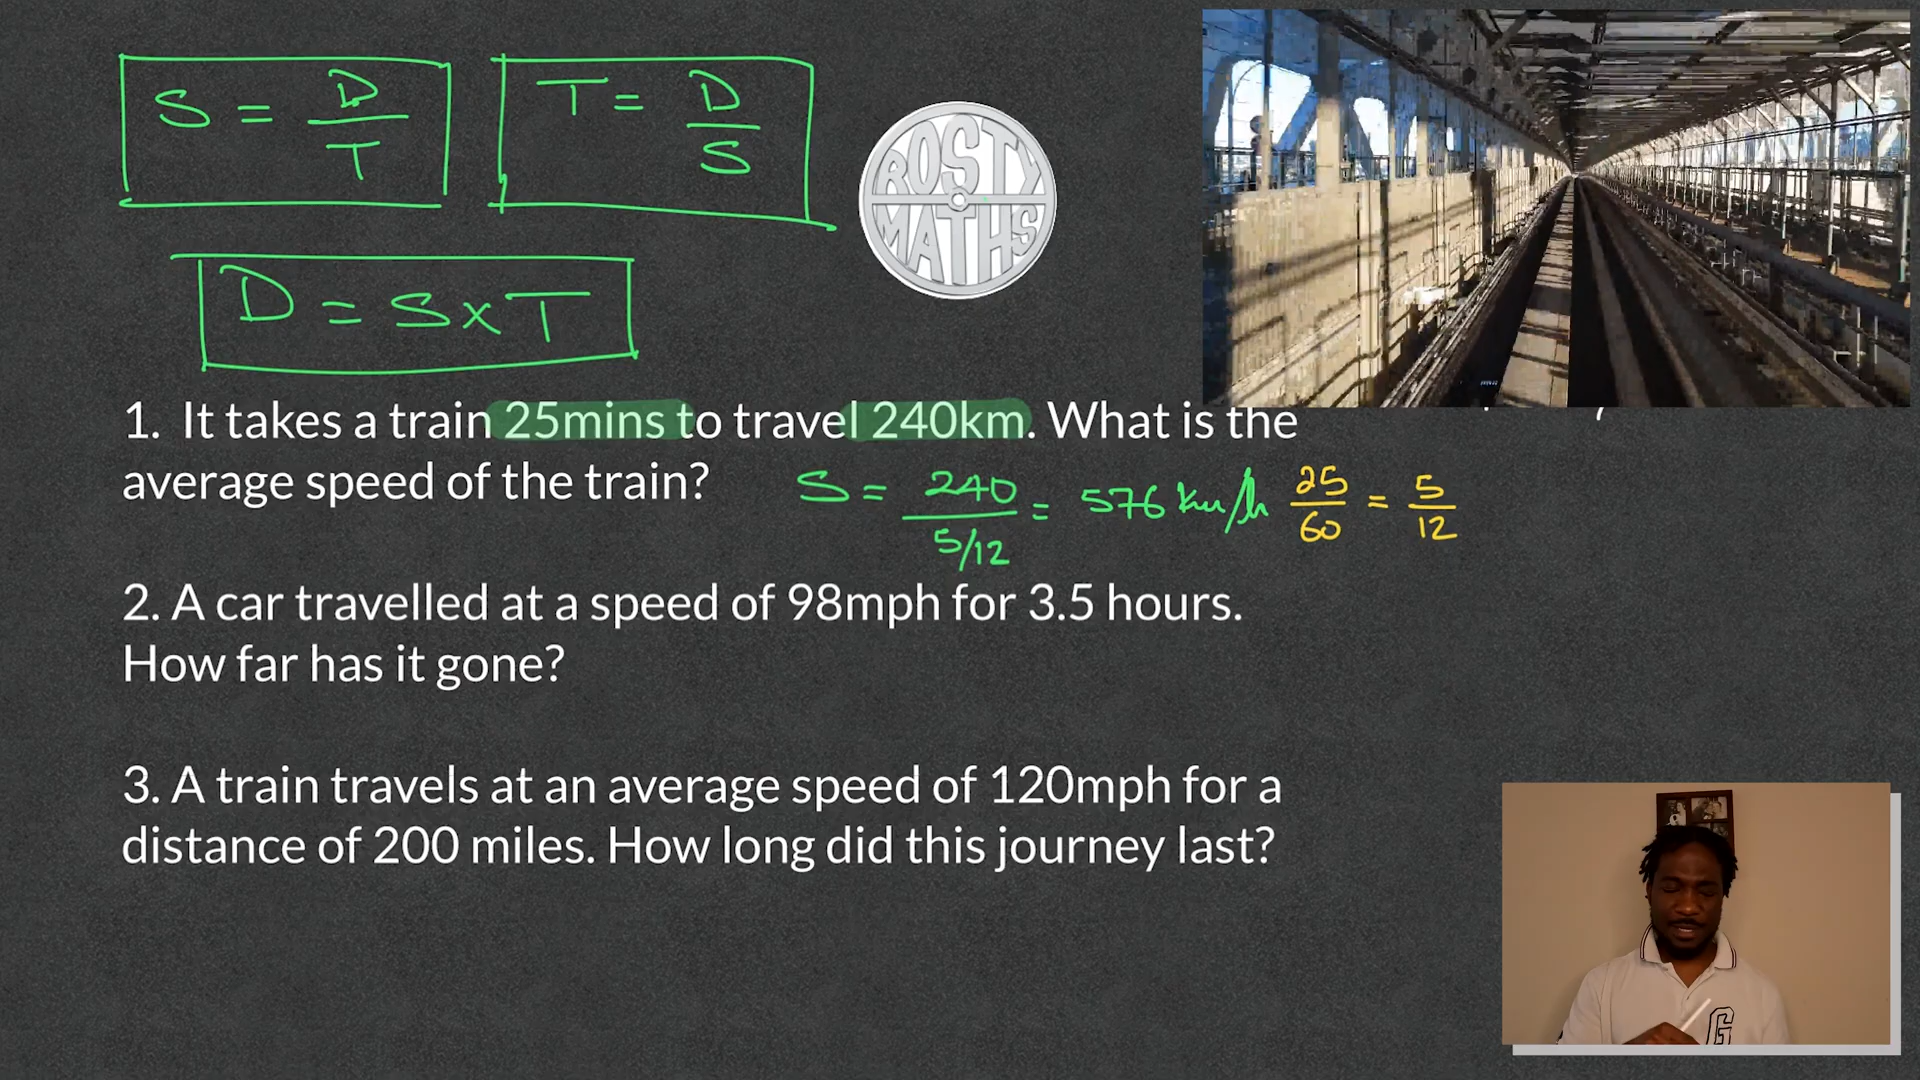 S = D/T
T = D/S
ROSTY
MATHS
D = S x T
1. It takes a train 25mins to travel 240km. What is the
average speed of the train?
S = 240 / 5/12 = 576 km/h 25/60 = 5/12
2. A car travelled at a speed of 98mph for 3.5 hours.
How far has it gone?
3. A train travels at an average speed of 120mph for a
distance of 200 miles. How long did this journey last?
G